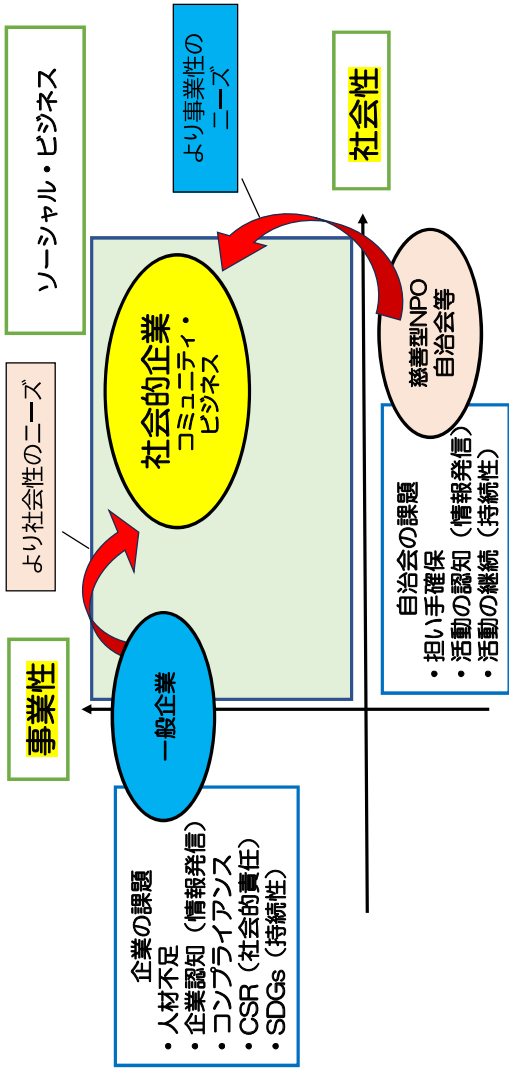 事業性
より社会性のニーズ
ソーシャル・ビジネス
より事業性の
ニーズ
社会的企業
コミュニティ・
ビジネス
一般企業
社会性
慈善型NPO
自治会等
企業の課題
・人材不足
・企業認知（情報発信）
・コンプライアンス
・CSR（社会的責任）
・SDGs（持続性）
自治会の課題
・担い手確保
・活動の認知（情報発信）
・活動の継続（持続性）